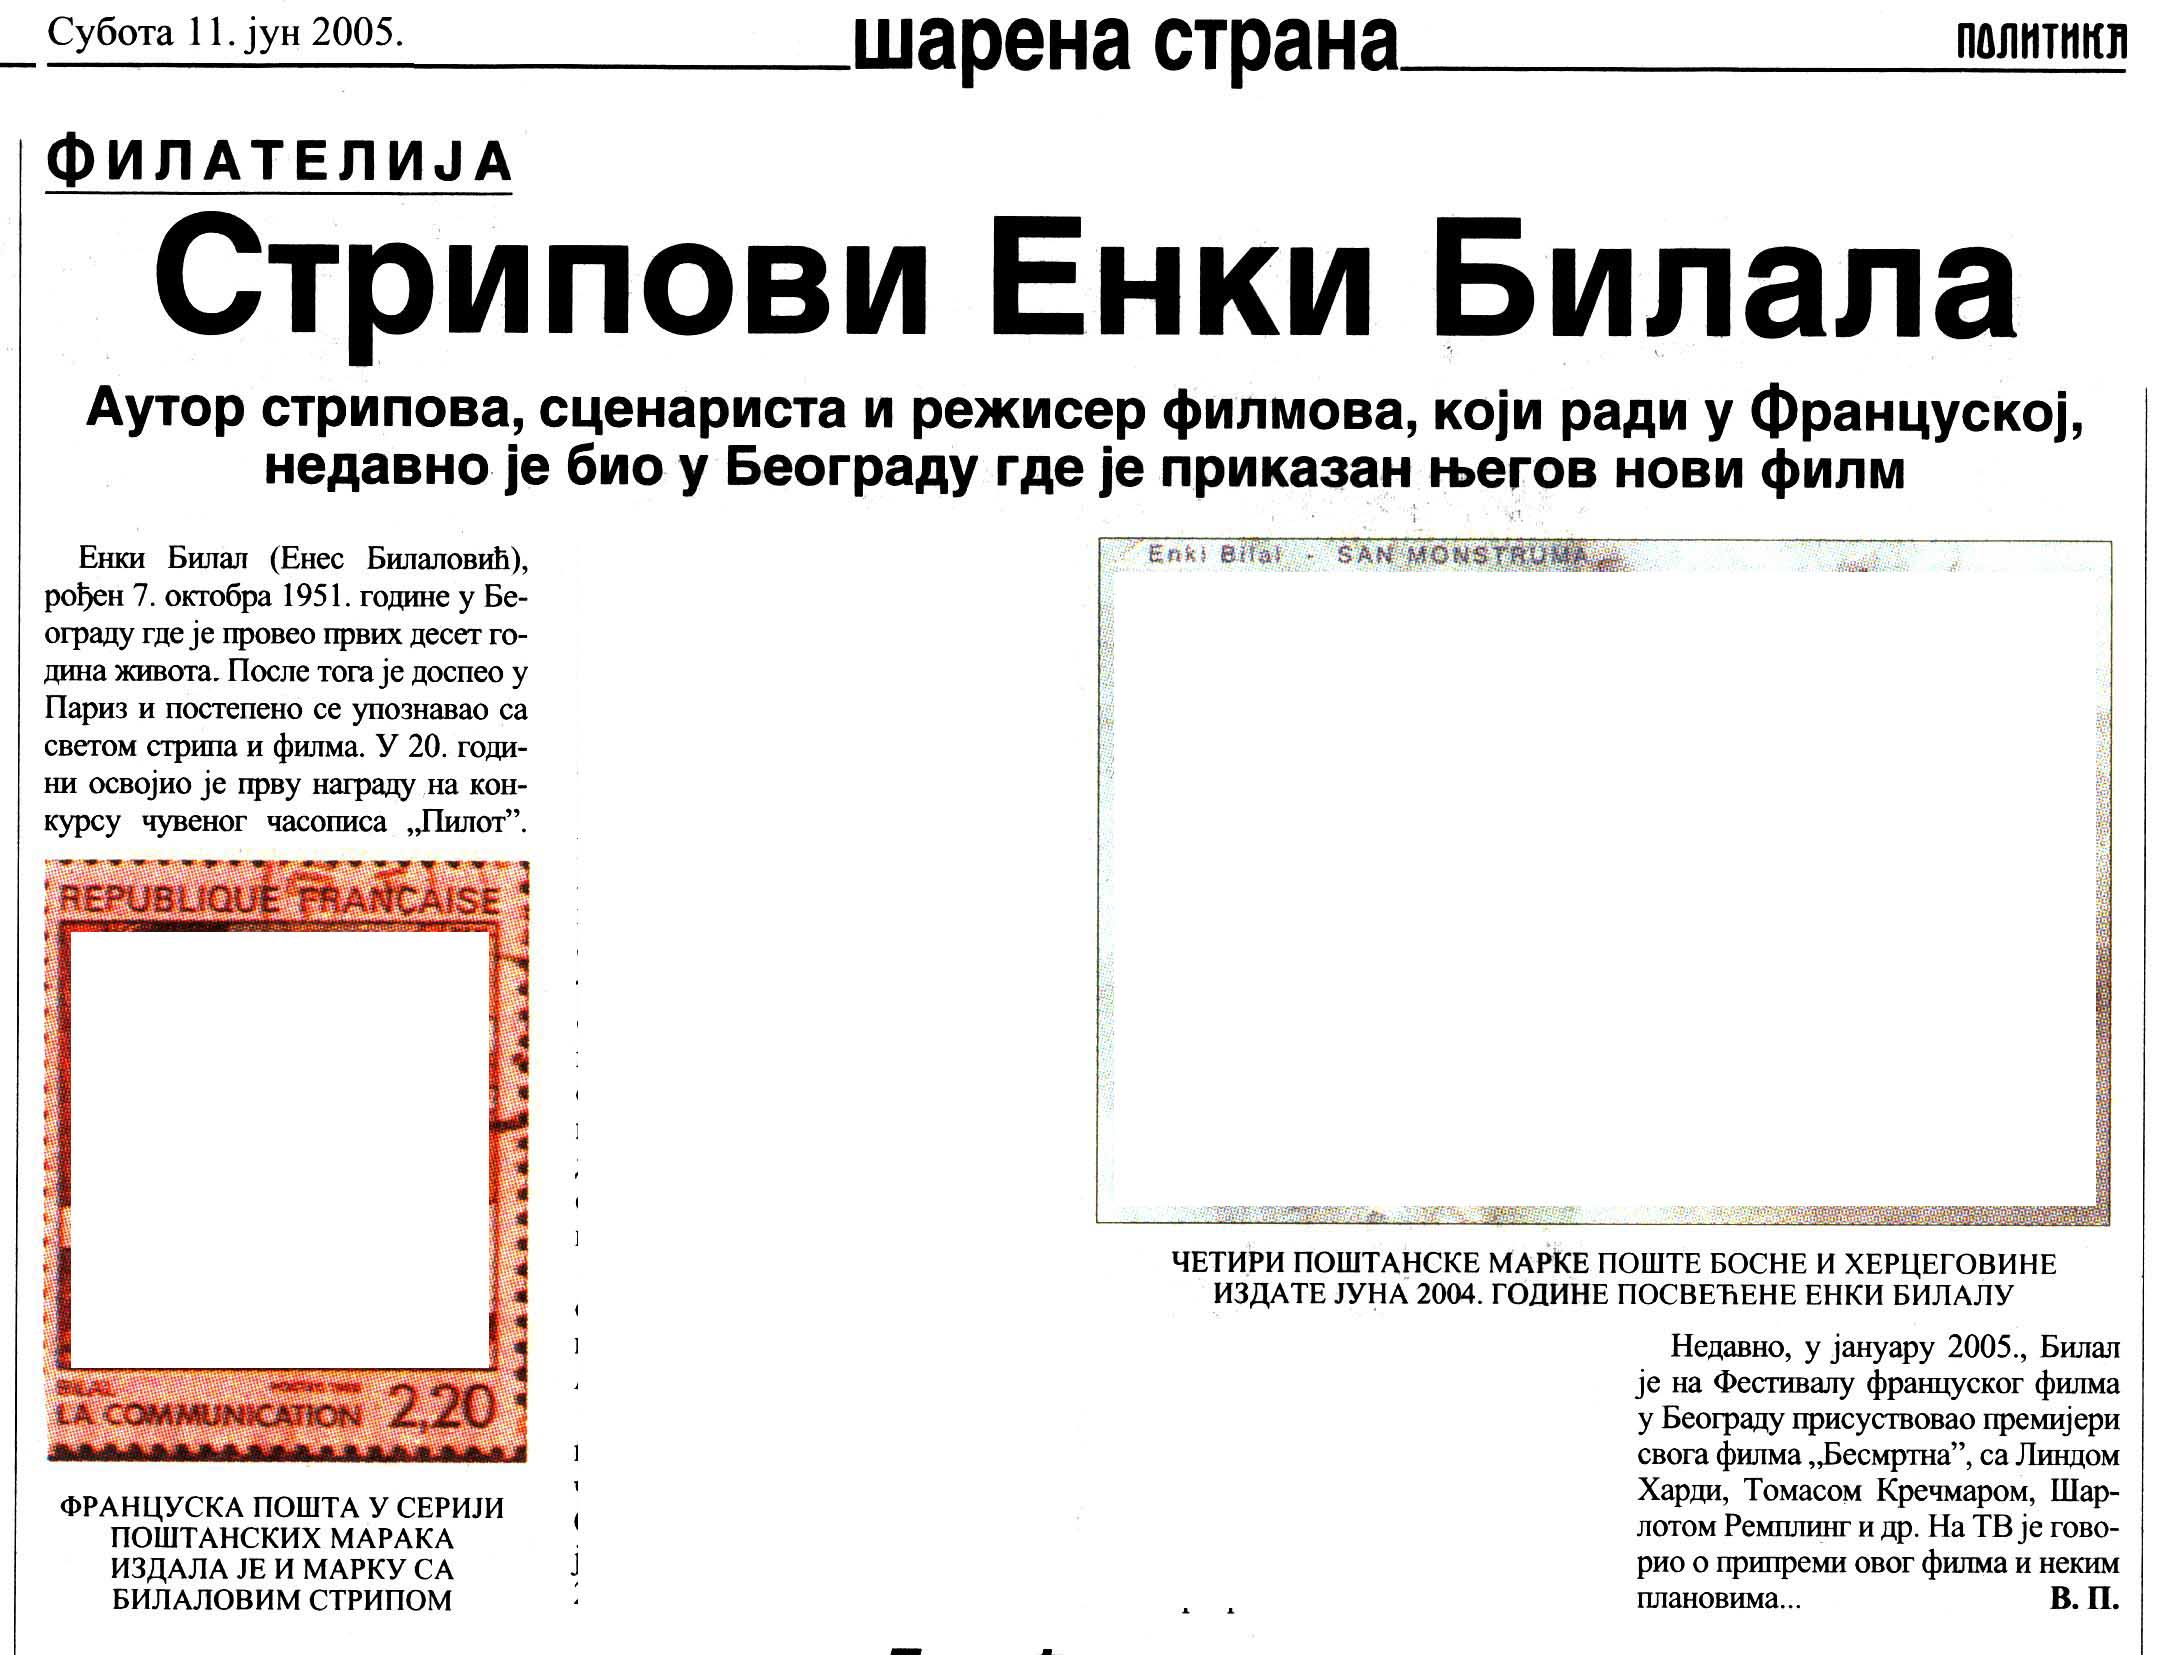 Субота 11. јун 2005.
шарена страна
ПОЛИТИКА
ФИЛАТЕЛИЈА
Стрипови Енки Билала
Аутор стрипова, сценариста и режисер филмова, који ради у Француској,
недавно је био у Београду где је приказан његов нови филм
Енки Билал (Енес Билаловић),
рођен 7. октобра 1951. године у Бе-
ограду где је провео првих десет го-
дина живота. После тога је доспео у
Париз и постепено се упознавао са
светом стрипа и филма. У 20. годи-
ни освојио је прву награду на кон-
курсу чувеног часописа „Пилот”.
REPUBLIQUE FRANÇAISE
BILAL
LA COMMUNICATION 2,20
ФРАНЦУСКА ПОШТА У СЕРИЈИ
ПОШТАНСКИХ МАРАКА
ИЗДАЛА ЈЕ И МАРКУ СА
БИЛАЛОВИМ СТРИПОМ
Enki Bilal - SAN MONSTRUMA
ЧЕТИРИ ПОШТАНСКЕ МАРКЕ ПОШТЕ БОСНЕ И ХЕРЦЕГОВИНЕ
ИЗДАТЕ ЈУНА 2004. ГОДИНЕ ПОСВЕЋЕНЕ ЕНКИ БИЛАЛУ
Недавно, у јануару 2005., Билал
је на Фестивалу француског филма
у Београду присуствовао премијери
свога филма „Бесмртна”, са Линдом
Харди, Томасом Кречмаром, Шар-
лотом Ремплинг и др. На ТВ је гово-
рио о припреми овог филма и неким
плановима... В. П.